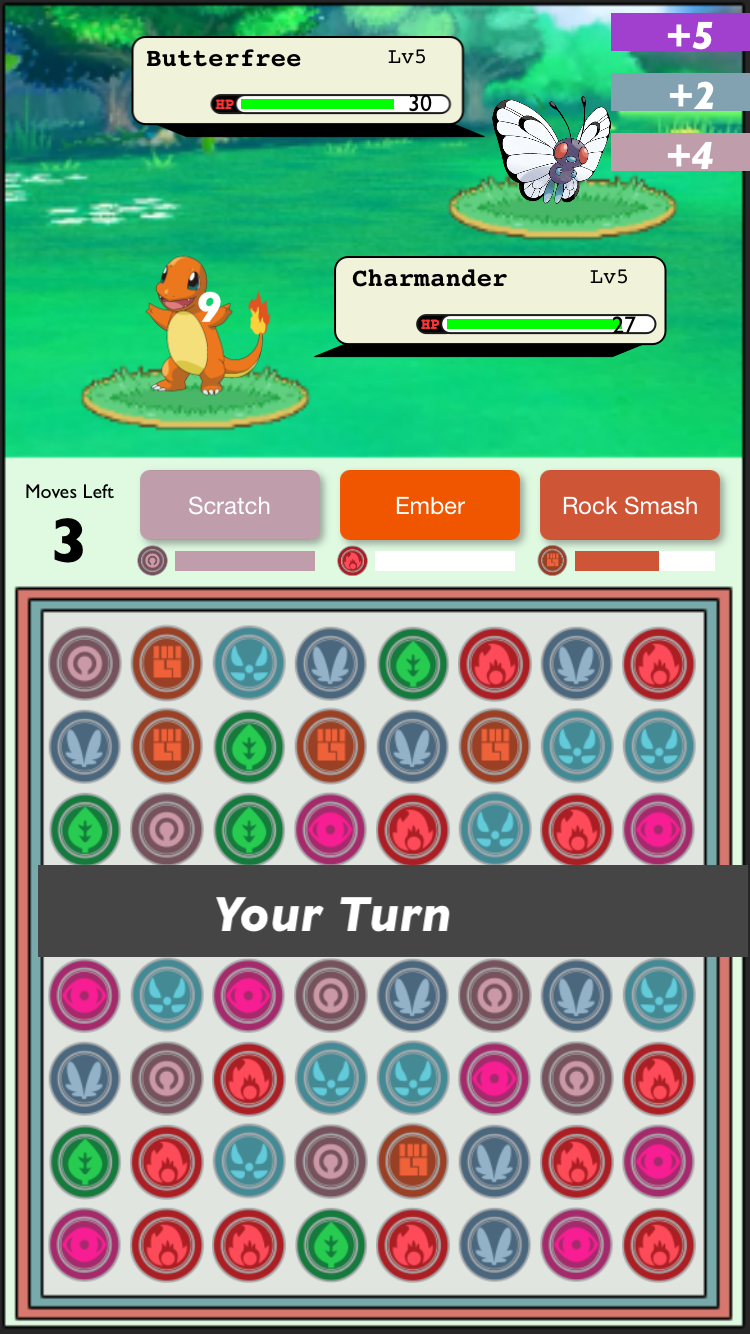 +5
Butterfree Lv5
HP 30
+2
+4
Charmander Lv5
9
HP 27
Moves Left
3
Scratch
Ember
Rock Smash
Your Turn